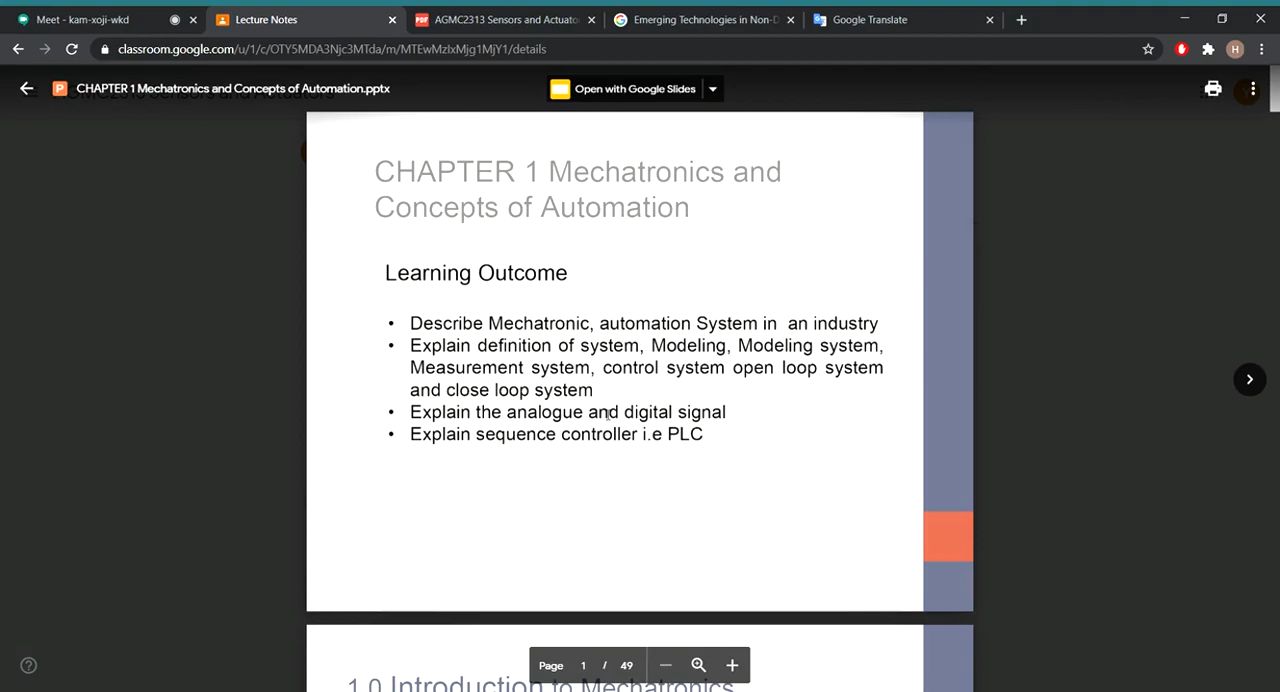 Meet - kam-xoji-wkd
Lecture Notes
AGMC2313 Sensors and Actuato
Emerging Technologies in Non-D
Google Translate
classroom.google.com/u/1/c/OTY5MDA3Njc3MTda/m/MTEwMzIxMjg1MjY1/details
H
P CHAPTER 1 Mechatronics and Concepts of Automation.pptx
Open with Google Slides
CHAPTER 1 Mechatronics and
Concepts of Automation
Learning Outcome
• Describe Mechatronic, automation System in an industry
• Explain definition of system, Modeling, Modeling system,
Measurement system, control system open loop system
and close loop system
• Explain the analogue and digital signal
• Explain sequence controller i.e PLC
1.0 Introduction to Mechatronics
Page 1 / 49